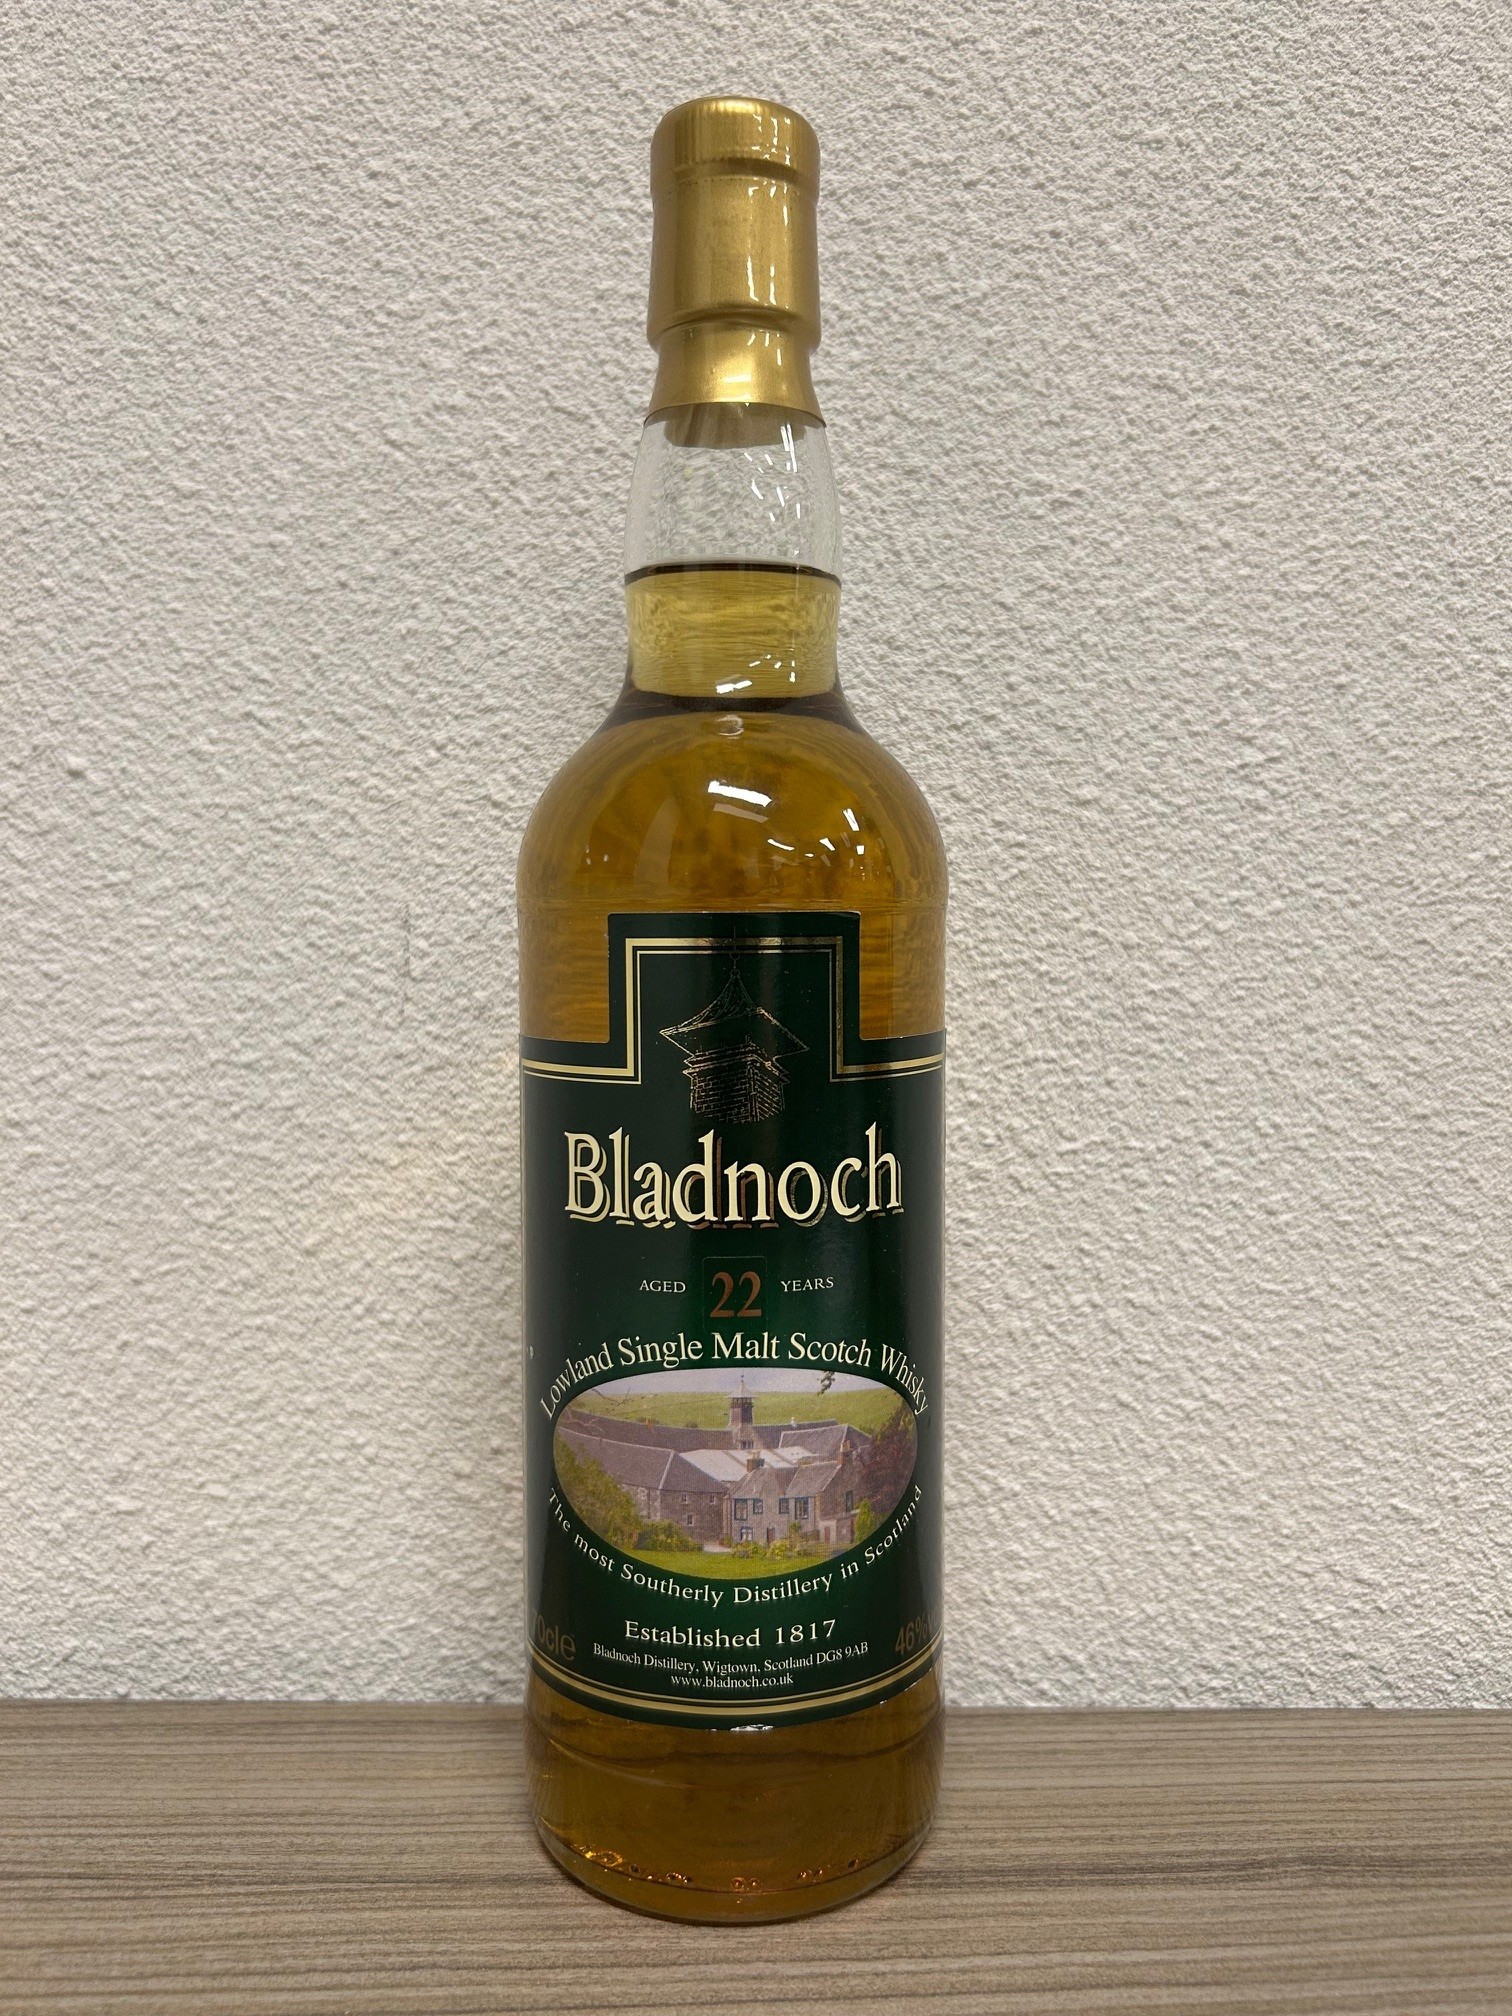 Bladnoch
AGED 22 YEARS
Lowland Single Malt Scotch Whisky
The most Southerly Distillery in Scotland
Established 1817
70cl e
46%
Bladnoch Distillery, Wigtown, Scotland DG8 9AB
www.bladnoch.co.uk